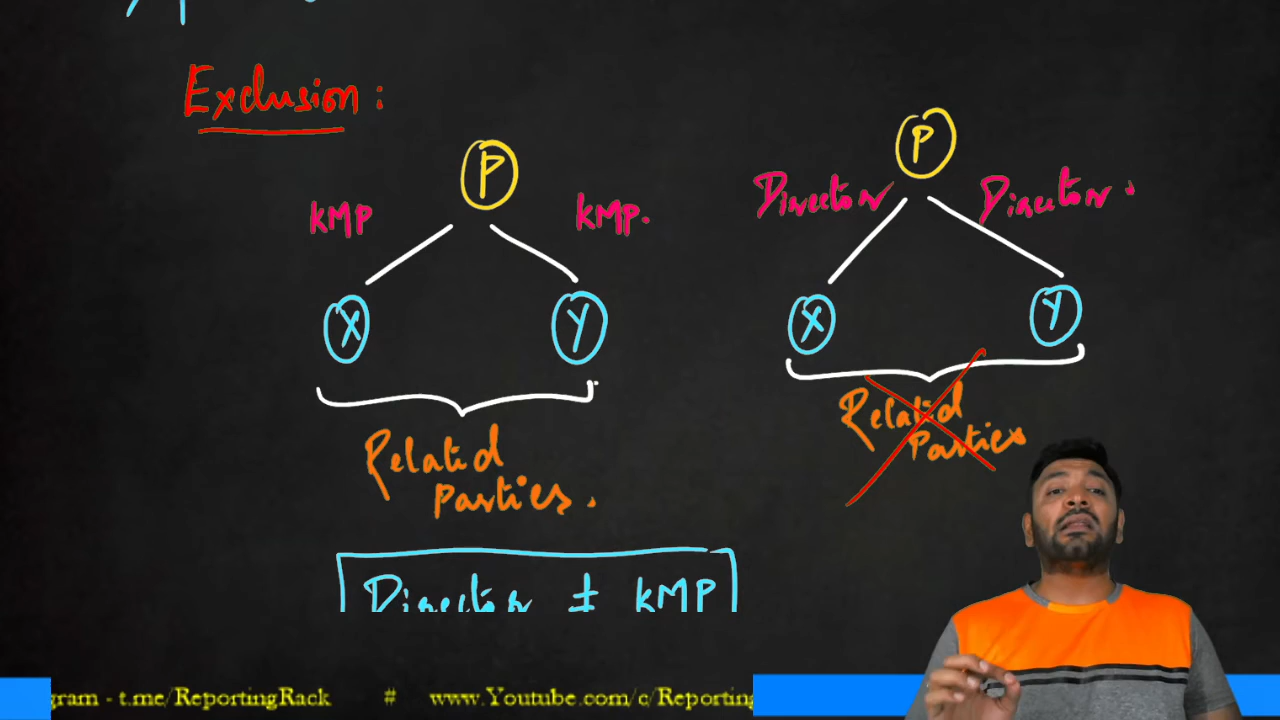 Exclusion:
P
KMP
KMP.
X
Y
Related
Parties.
P
Director
Director.
X
Y
Related
Parties
Director ≠ KMP
gram - t.me/ReportingRack # www.Youtube.com/c/Reporting